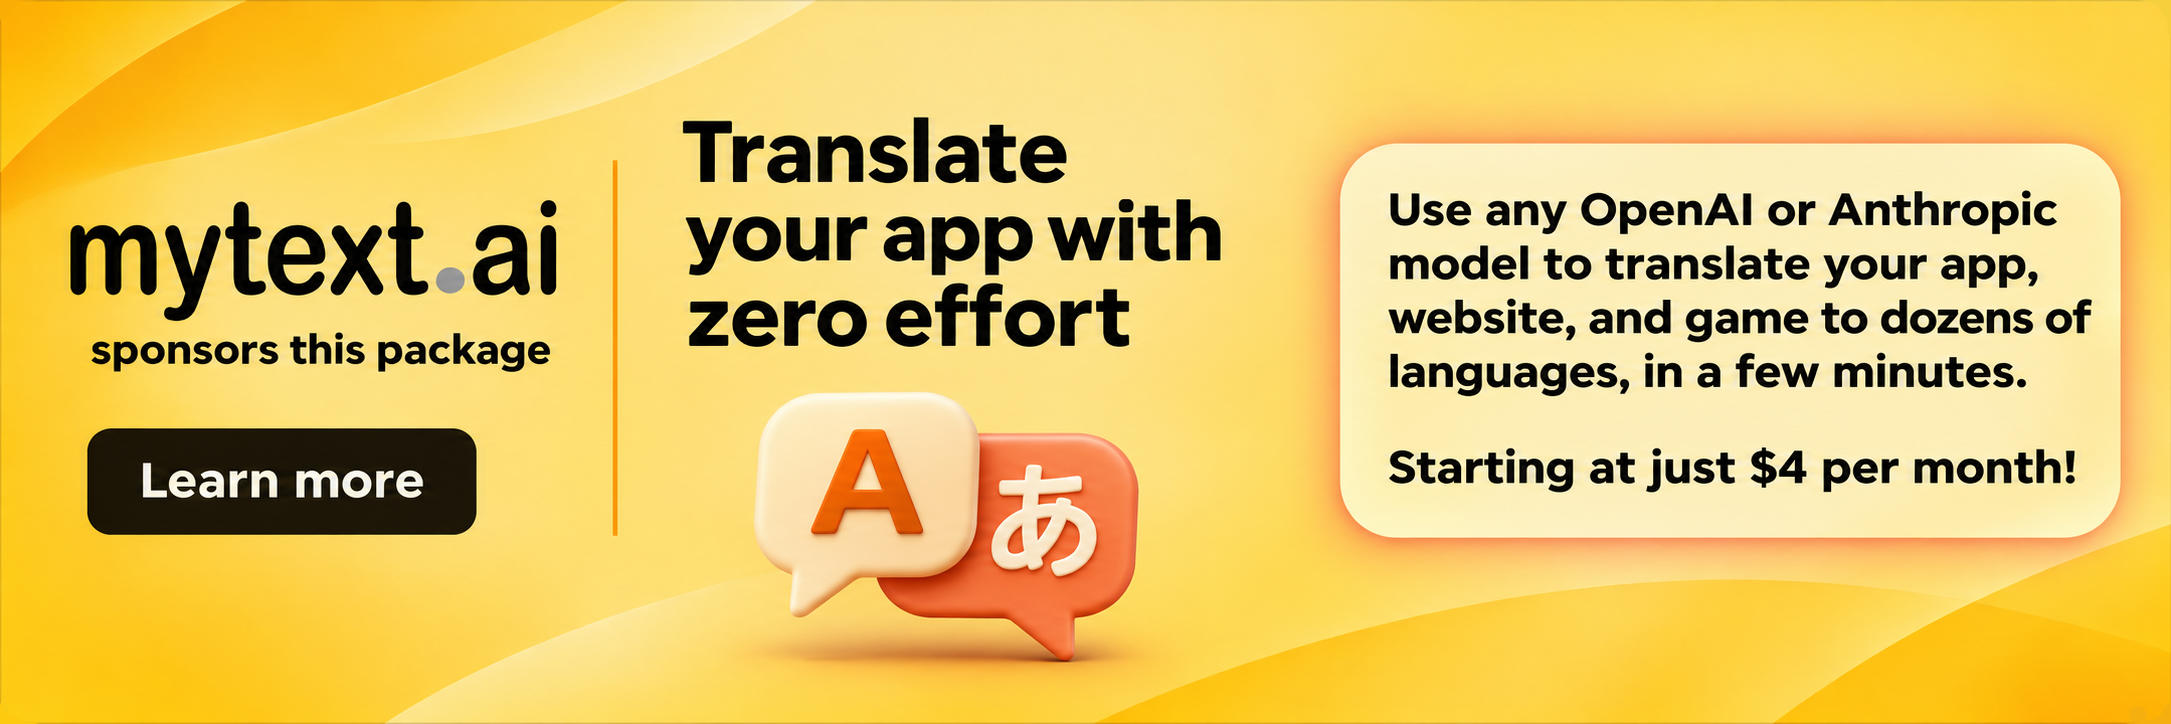 mytext.ai
sponsors this package
Learn more
Translate
your app with
zero effort
A
あ
Use any OpenAI or Anthropic
model to translate your app,
website, and game to dozens of
languages, in a few minutes.
Starting at just $4 per month!